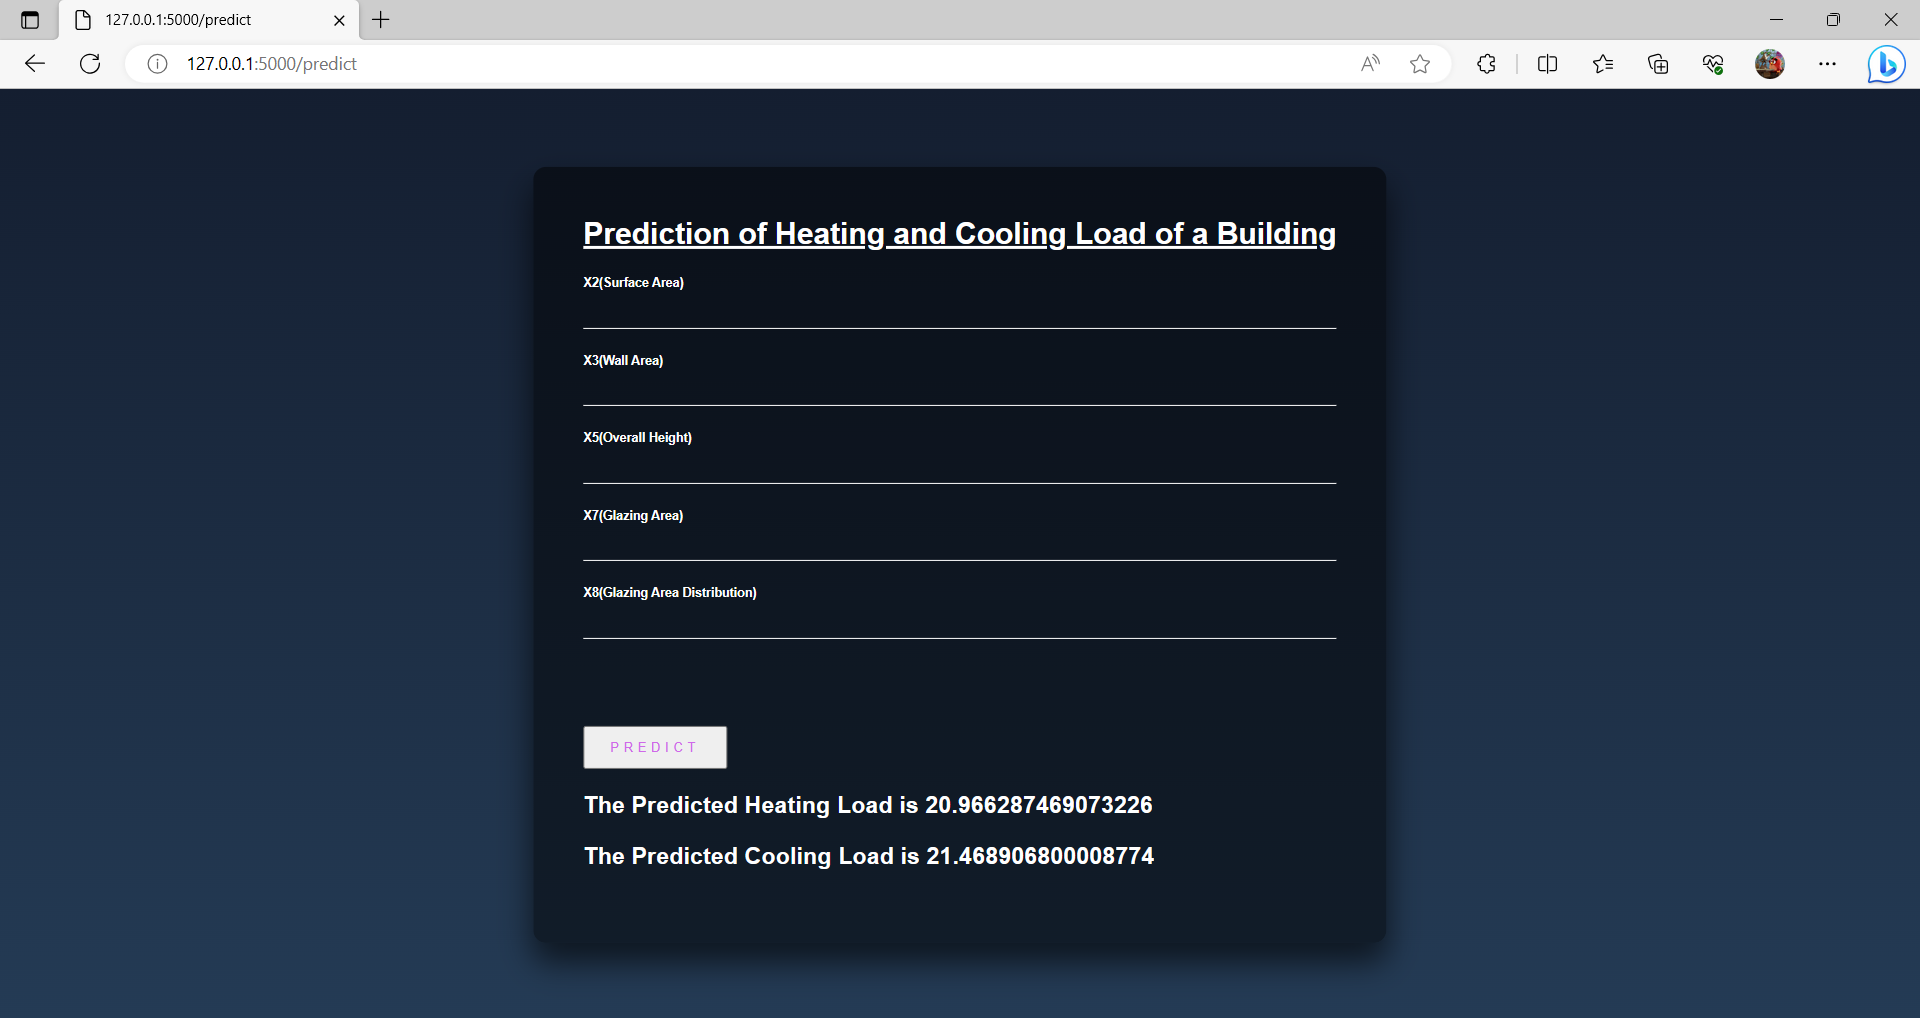 127.0.0.1:5000/predict
127.0.0.1:5000/predict
Prediction of Heating and Cooling Load of a Building
X2(Surface Area)
X3(Wall Area)
X5(Overall Height)
X7(Glazing Area)
X8(Glazing Area Distribution)
PREDICT
The Predicted Heating Load is 20.966287469073226
The Predicted Cooling Load is 21.468906800008774